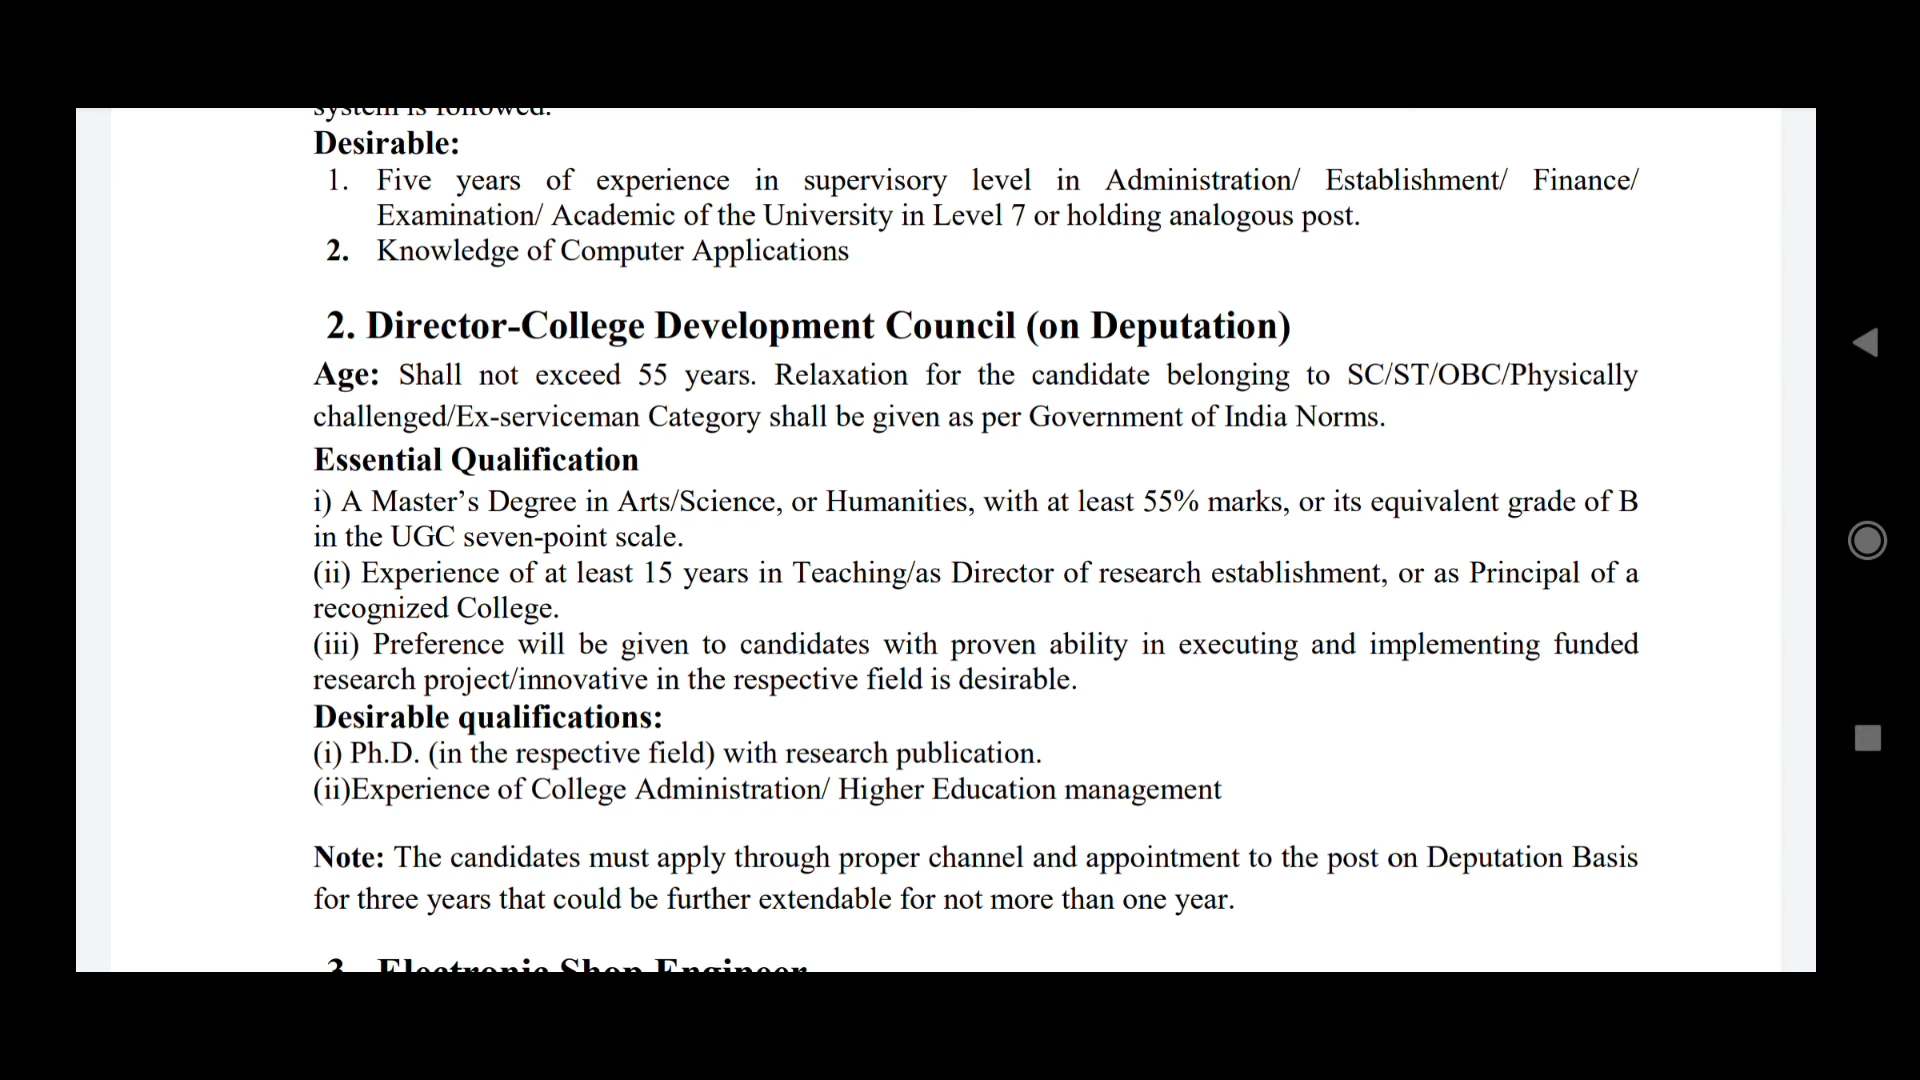 system is followed.
Desirable:
1. Five years of experience in supervisory level in Administration/ Establishment/ Finance/
Examination/ Academic of the University in Level 7 or holding analogous post.
2. Knowledge of Computer Applications
2. Director-College Development Council (on Deputation)
Age: Shall not exceed 55 years. Relaxation for the candidate belonging to SC/ST/OBC/Physically
challenged/Ex-serviceman Category shall be given as per Government of India Norms.
Essential Qualification
i) A Master’s Degree in Arts/Science, or Humanities, with at least 55% marks, or its equivalent grade of B
in the UGC seven-point scale.
(ii) Experience of at least 15 years in Teaching/as Director of research establishment, or as Principal of a
recognized College.
(iii) Preference will be given to candidates with proven ability in executing and implementing funded
research project/innovative in the respective field is desirable.
Desirable qualifications:
(i) Ph.D. (in the respective field) with research publication.
(ii)Experience of College Administration/ Higher Education management
Note: The candidates must apply through proper channel and appointment to the post on Deputation Basis
for three years that could be further extendable for not more than one year.
3. Electronic Shop Engineer